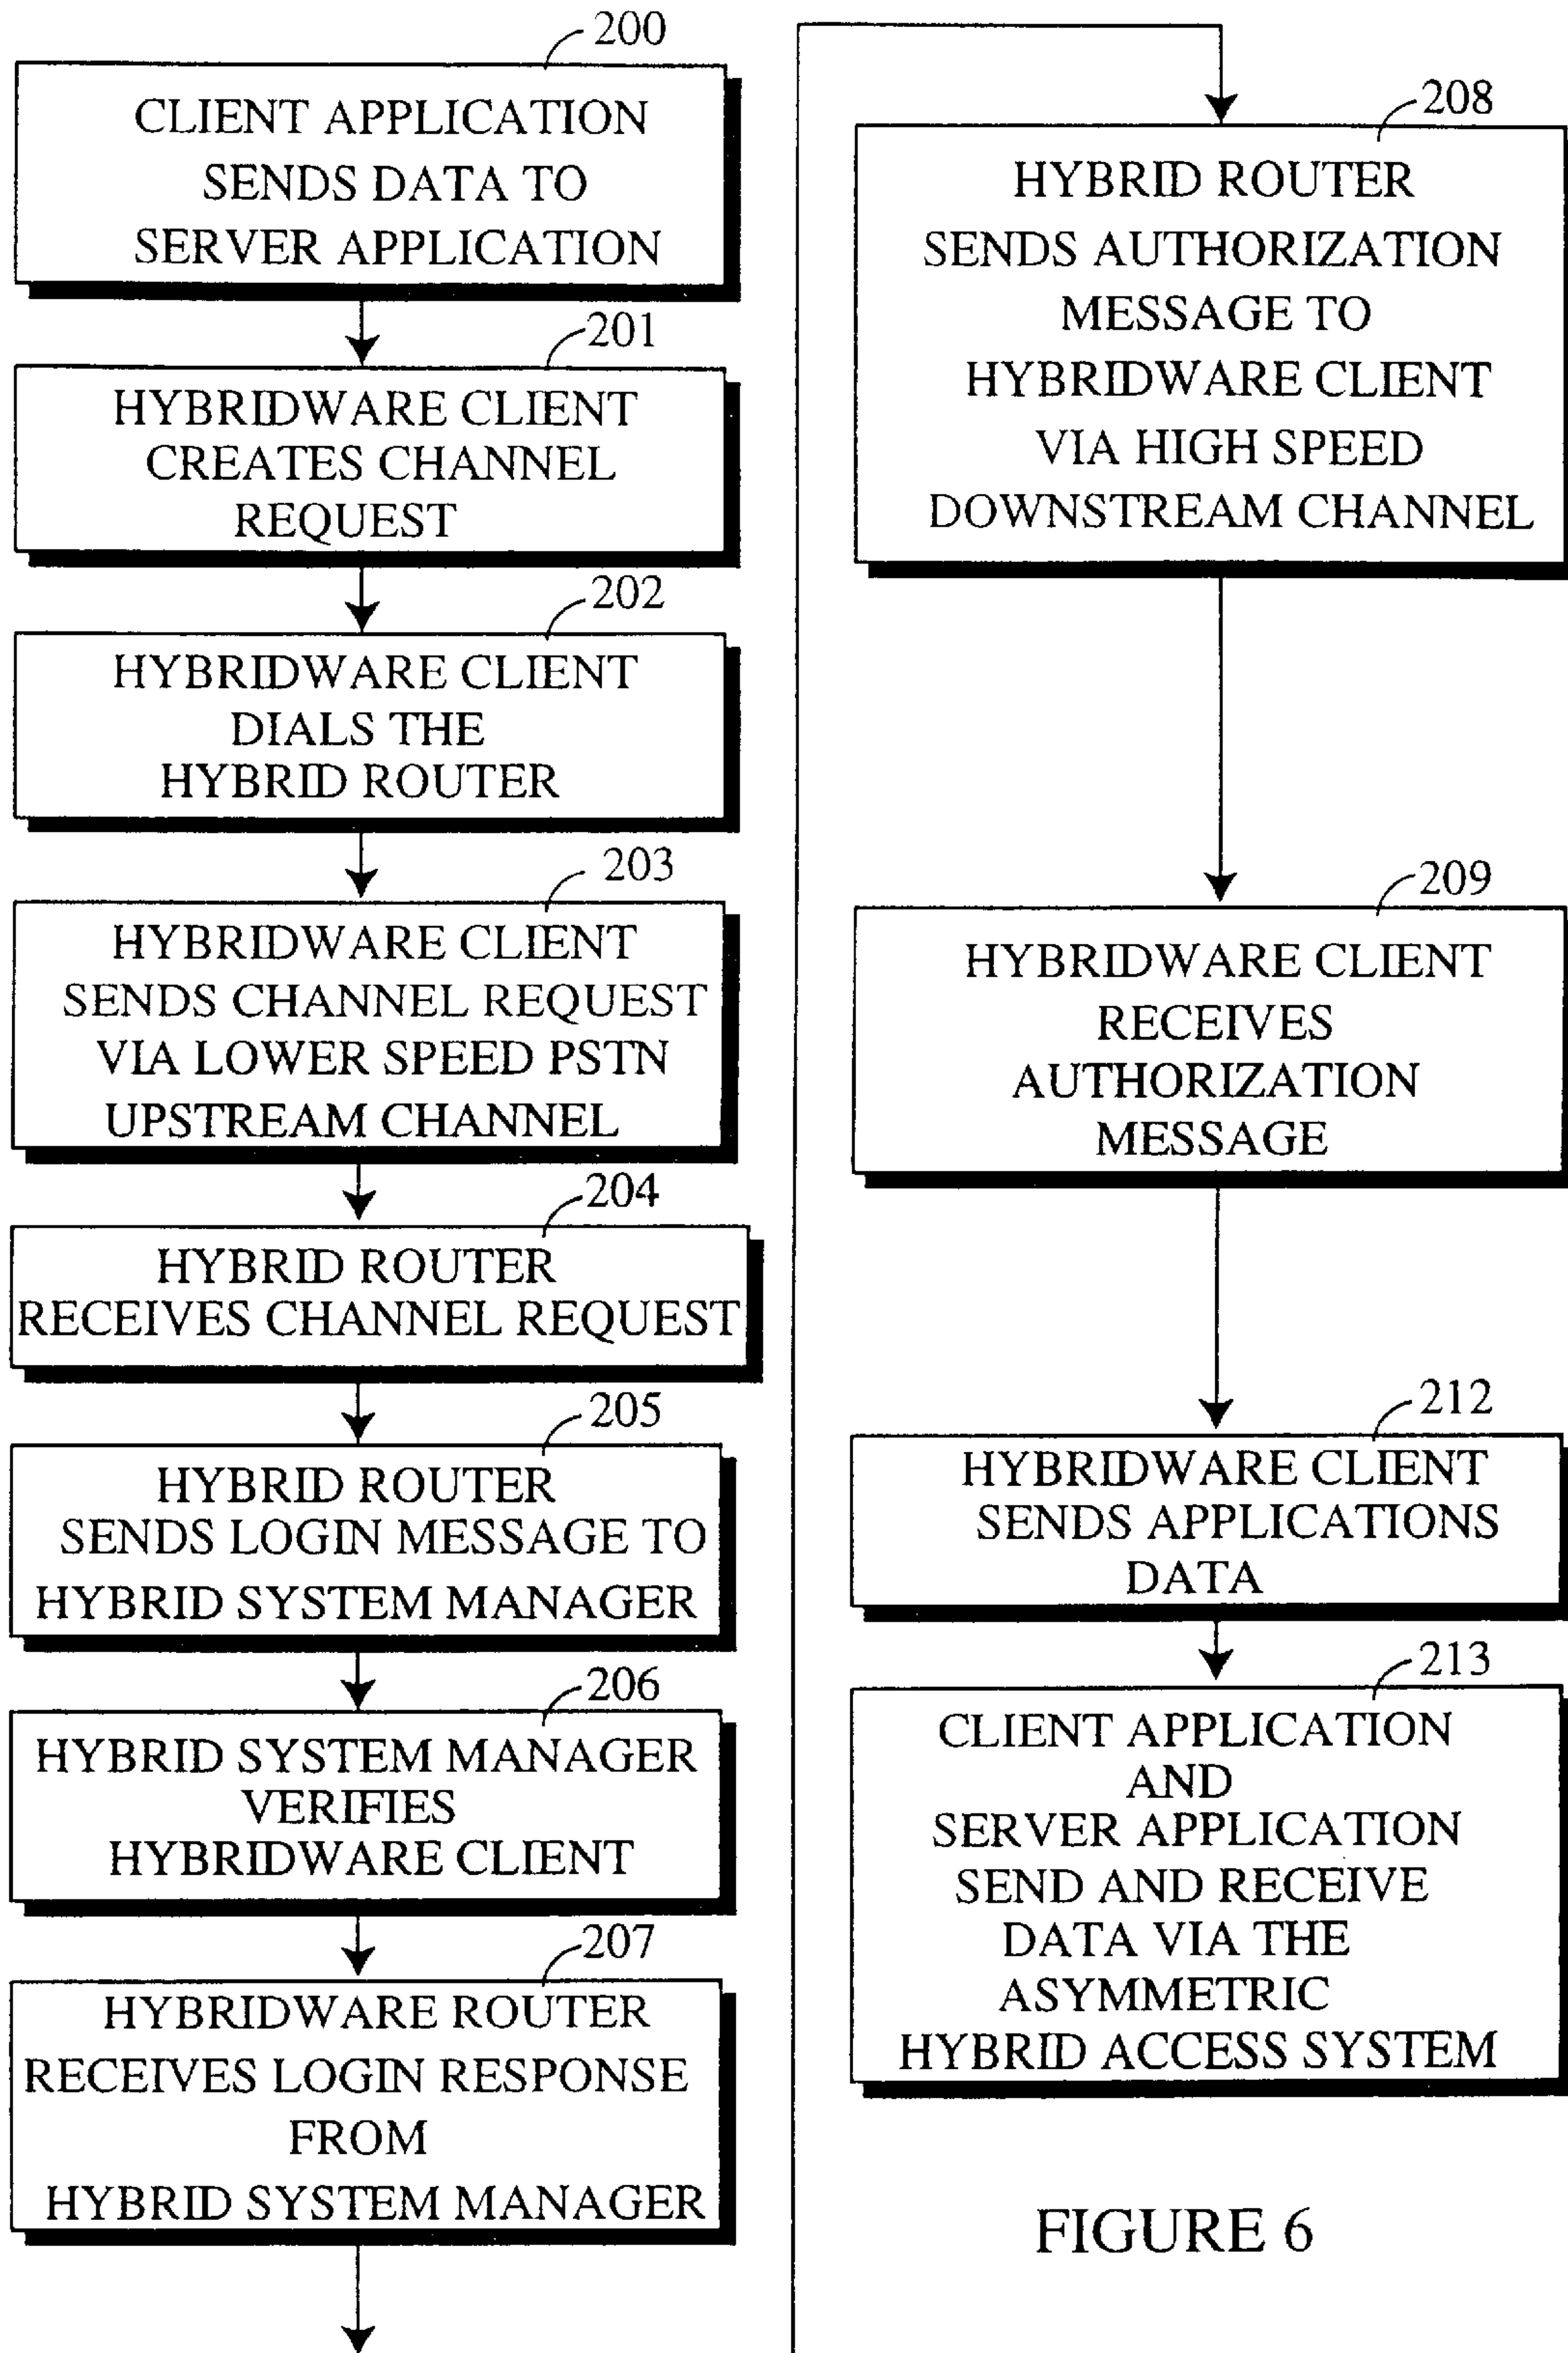 200
CLIENT APPLICATION
SENDS DATA TO
SERVER APPLICATION
201
HYBRIDWARE CLIENT
CREATES CHANNEL
REQUEST
202
HYBRIDWARE CLIENT
DIALS THE
HYBRID ROUTER
203
HYBRIDWARE CLIENT
SENDS CHANNEL REQUEST
VIA LOWER SPEED PSTN
UPSTREAM CHANNEL
204
HYBRID ROUTER
RECEIVES CHANNEL REQUEST
205
HYBRID ROUTER
SENDS LOGIN MESSAGE TO
HYBRID SYSTEM MANAGER
206
HYBRID SYSTEM MANAGER
VERIFIES
HYBRIDWARE CLIENT
207
HYBRIDWARE ROUTER
RECEIVES LOGIN RESPONSE
FROM
HYBRID SYSTEM MANAGER
208
HYBRID ROUTER
SENDS AUTHORIZATION
MESSAGE TO
HYBRIDWARE CLIENT
VIA HIGH SPEED
DOWNSTREAM CHANNEL
209
HYBRIDWARE CLIENT
RECEIVES
AUTHORIZATION
MESSAGE
212
HYBRIDWARE CLIENT
SENDS APPLICATIONS
DATA
213
CLIENT APPLICATION
AND
SERVER APPLICATION
SEND AND RECEIVE
DATA VIA THE
ASYMMETRIC
HYBRID ACCESS SYSTEM
FIGURE 6